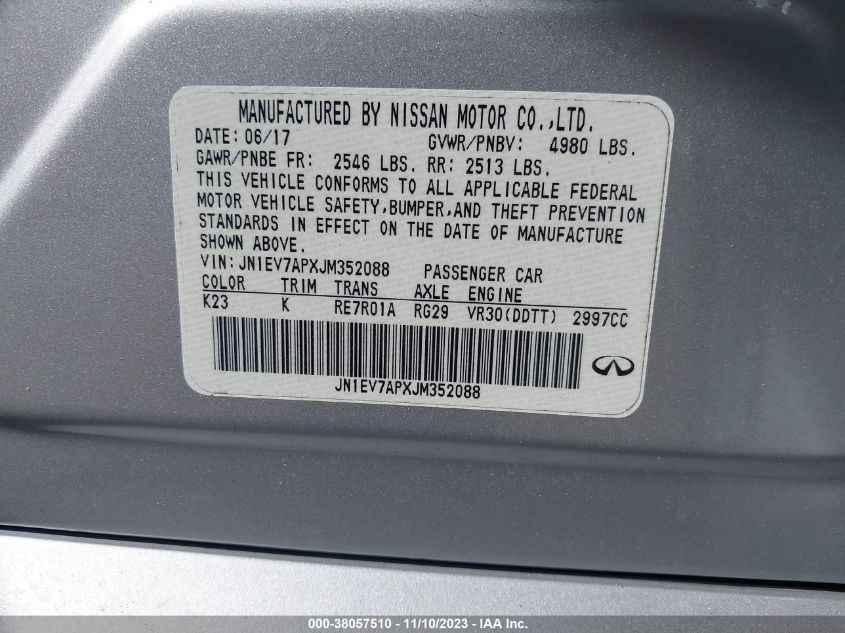 MANUFACTURED BY NISSAN MOTOR CO.,LTD.
DATE: 06/17 GVWR/PNBV: 4980 LBS.
GAWR/PNBE FR: 2546 LBS. RR: 2513 LBS.
THIS VEHICLE CONFORMS TO ALL APPLICABLE FEDERAL
MOTOR VEHICLE SAFETY,BUMPER,AND THEFT PREVENTION
STANDARDS IN EFFECT ON THE DATE OF MANUFACTURE
SHOWN ABOVE.
VIN:JN1EV7APXJM352088 PASSENGER CAR
COLOR TRIM TRANS AXLE ENGINE
K23 K RE7R01A RG29 VR30(DDTT) 2997CC
JN1EV7APXJM352088
000-38057510 - 11/10/2023 - IAA Inc.